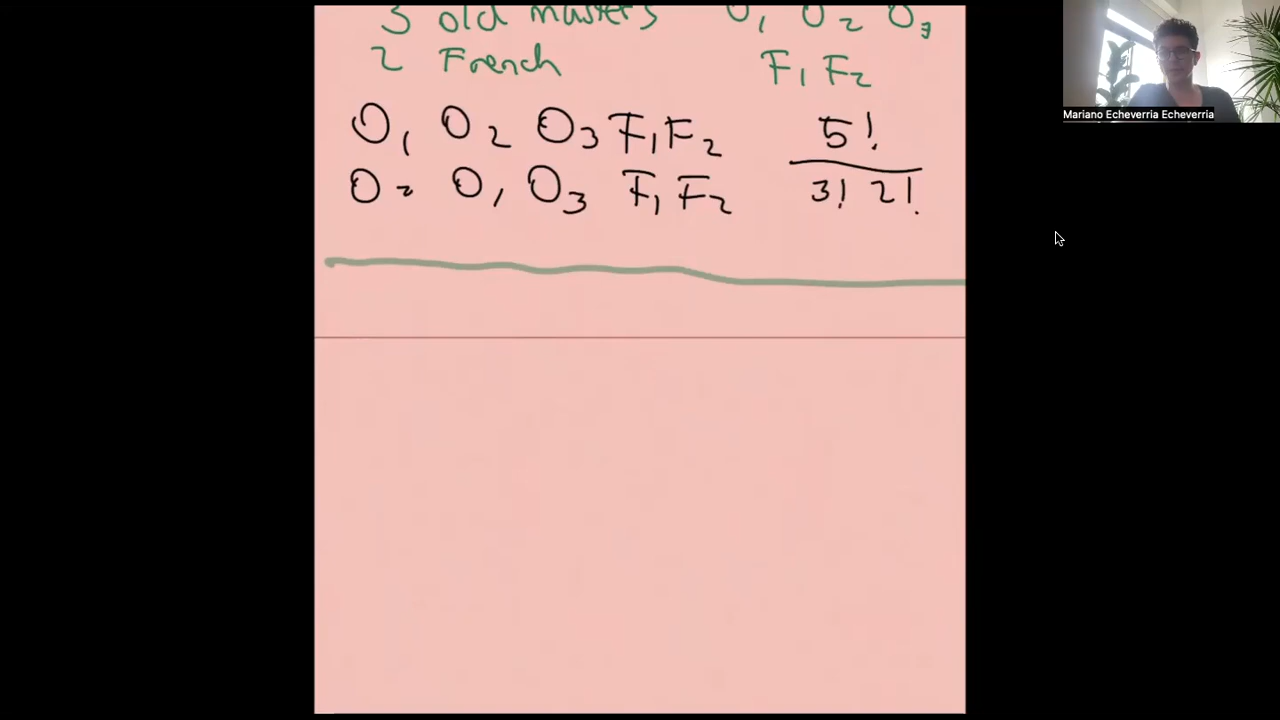 3 old masters O1 O2 O3
2 French F1 F2
O1 O2 O3 F1 F2 5!
3! 2!
O2 O1 O3 F1 F2
Mariano Echeverria Echeverria